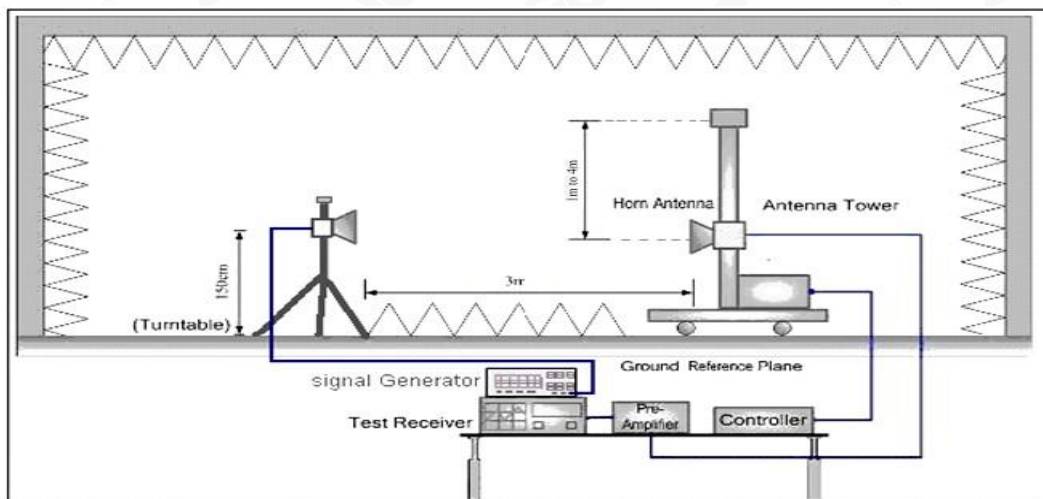 1m to 4m
Horn Antenna
Antenna Tower
150cm
3m
(Turntable)
Ground Reference Plane
signal Generator
Test Receiver
Pre-
Amplifier
Controller